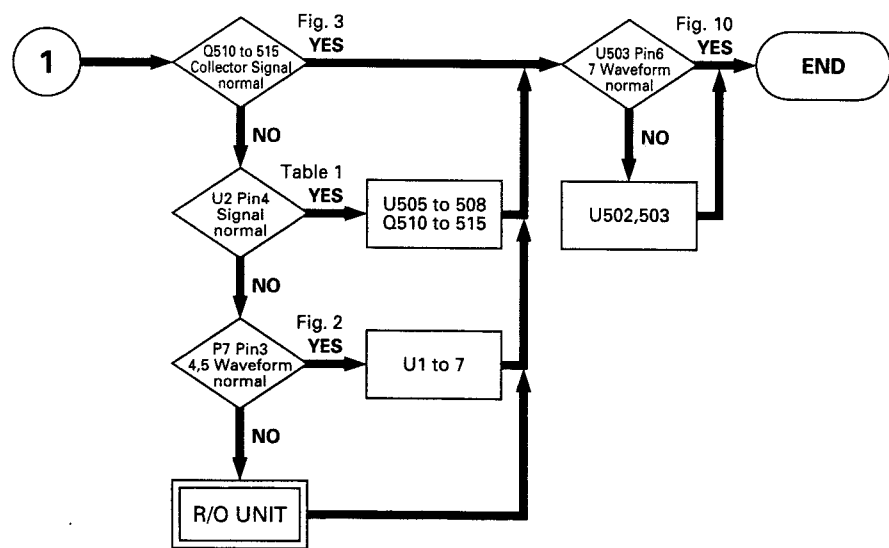 1
Q510 to 515
Collector Signal
normal
Fig. 3
YES
U503 Pin6
7 Waveform
normal
Fig. 10
YES
END
NO
NO
U2 Pin4
Signal
normal
Table 1
YES
U505 to 508
Q510 to 515
U502,503
NO
P7 Pin3
4,5 Waveform
normal
Fig. 2
YES
U1 to 7
NO
R/O UNIT